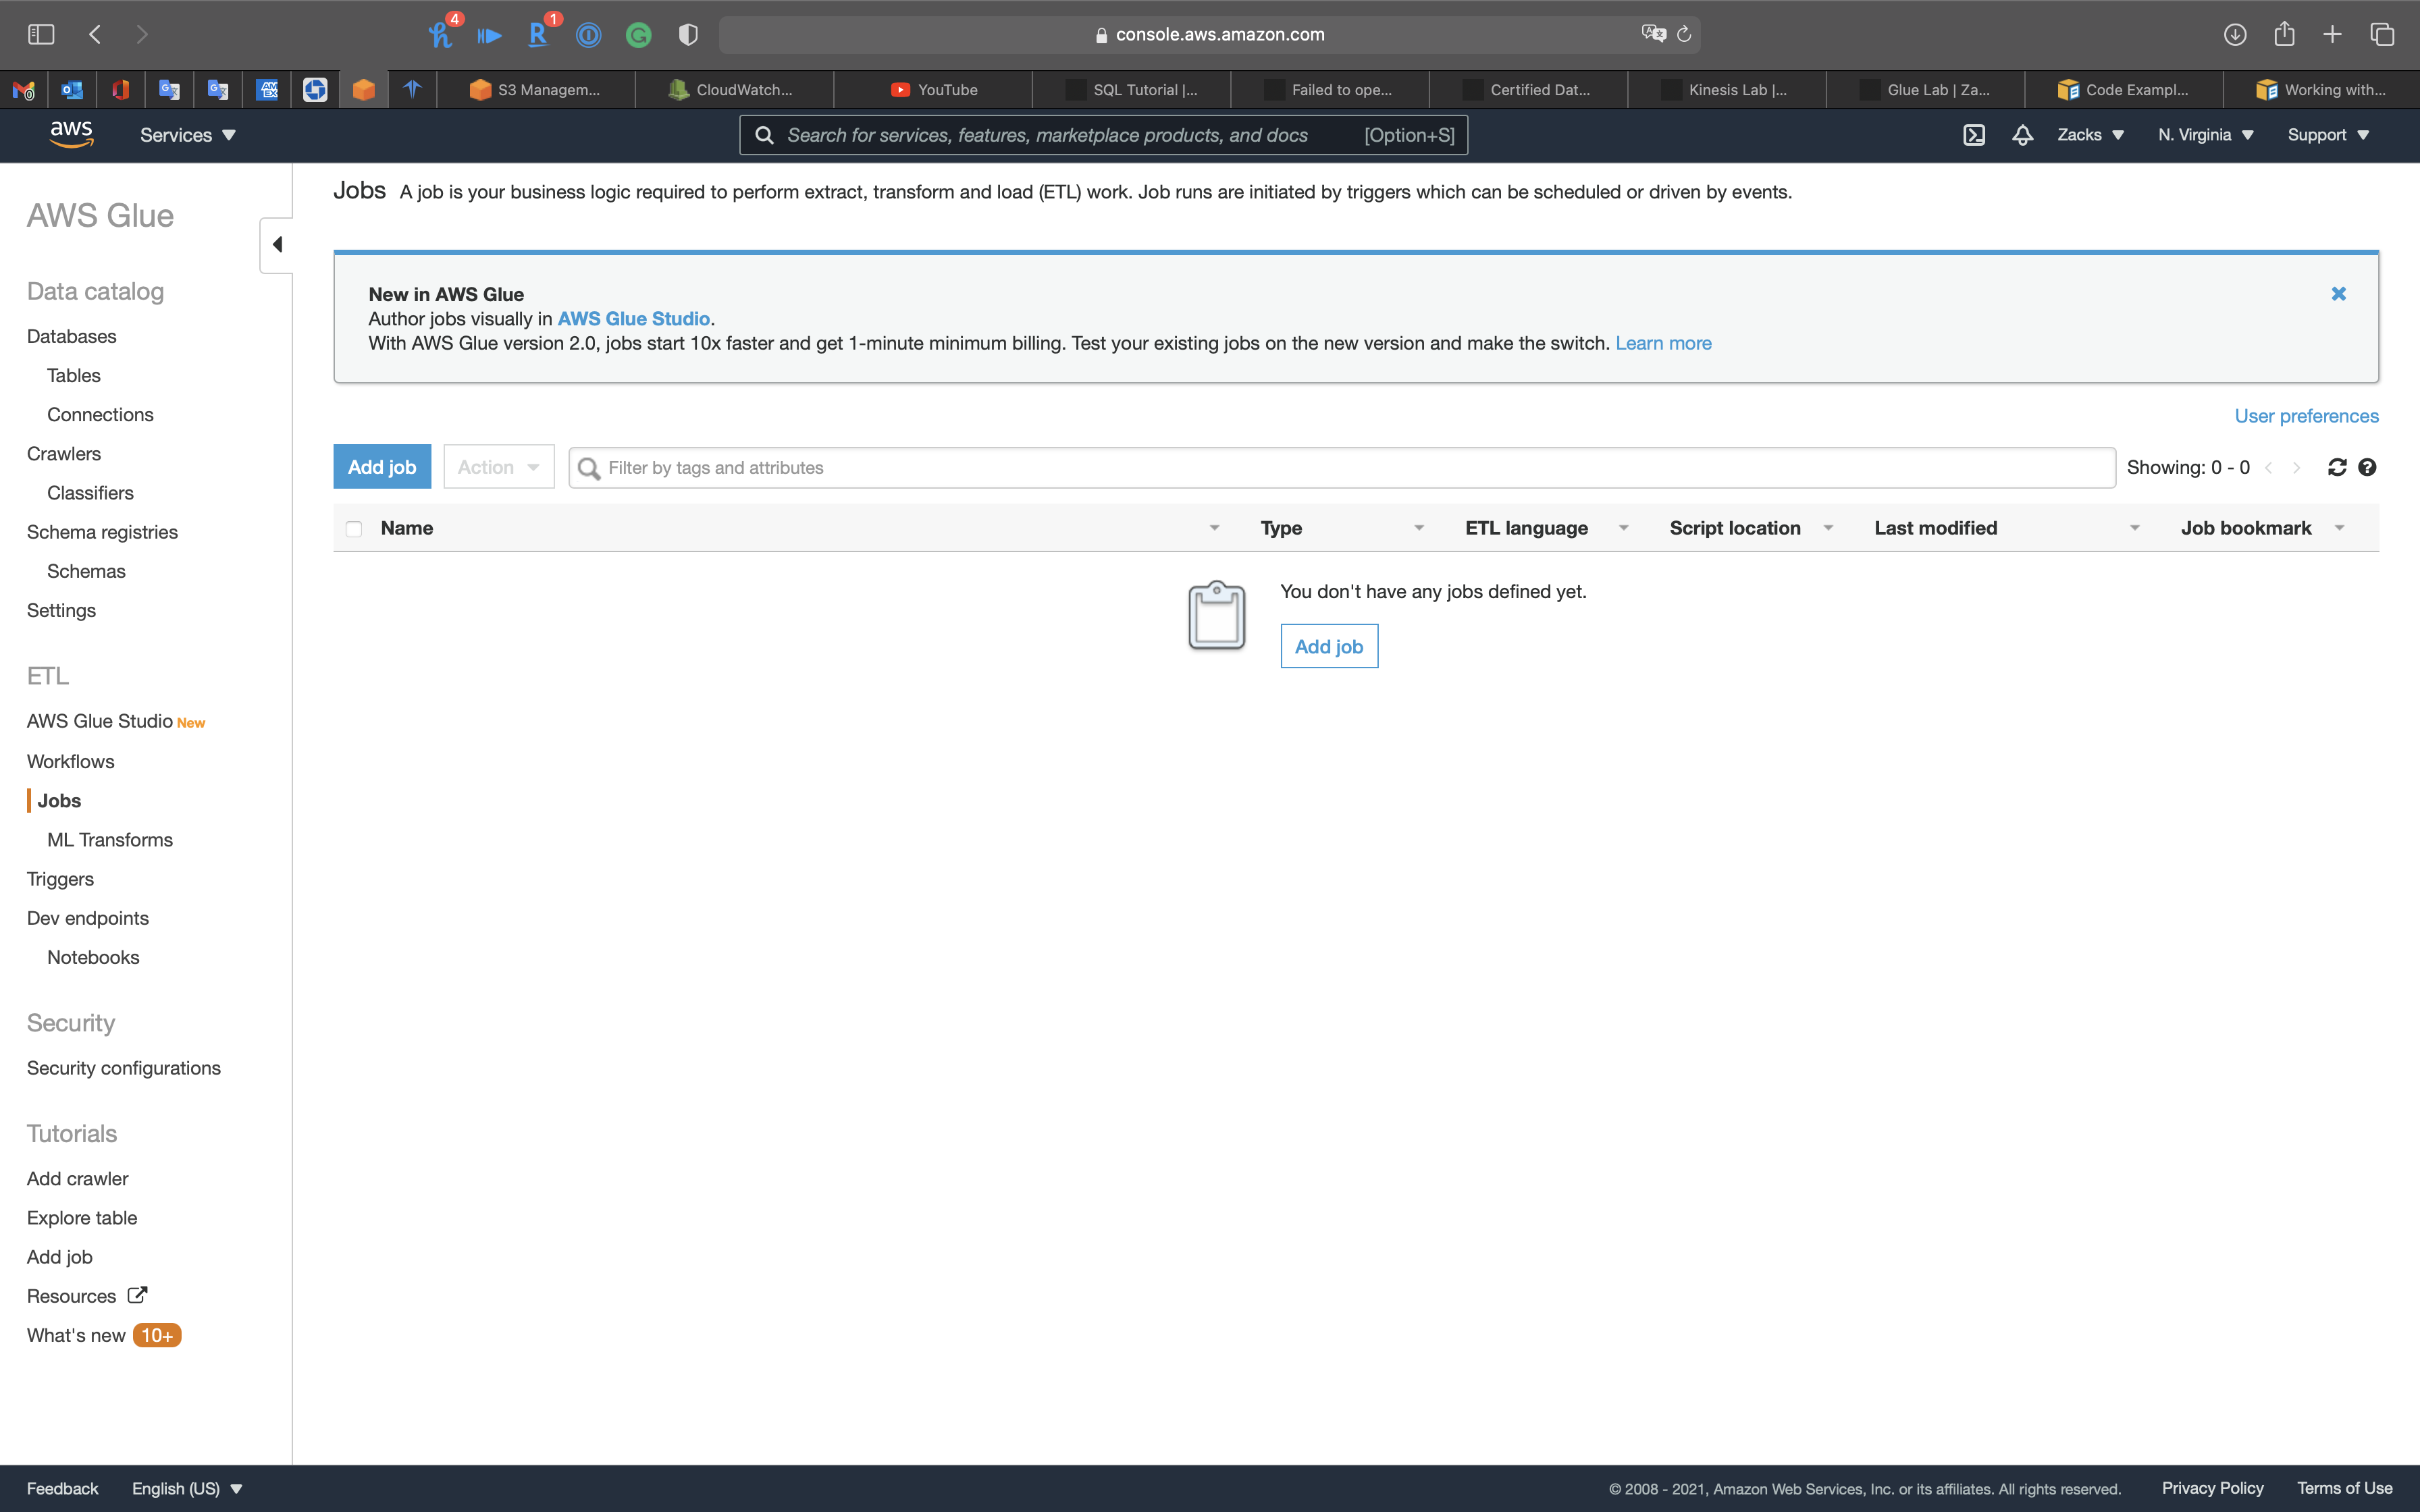 4
1
console.aws.amazon.com
S3 Managem...
CloudWatch...
YouTube
SQL Tutorial |...
Failed to ope...
Certified Dat...
Kinesis Lab |...
Glue Lab | Za...
Code Exampl...
Working with...
aws
Services
Search for services, features, marketplace products, and docs [Option+S]
Zacks
N. Virginia
Support
AWS Glue
Data catalog
Databases
Tables
Connections
Crawlers
Classifiers
Schema registries
Schemas
Settings
ETL
AWS Glue Studio New
Workflows
Jobs
ML Transforms
Triggers
Dev endpoints
Notebooks
Security
Security configurations
Tutorials
Add crawler
Explore table
Add job
Resources
What's new 10+
Jobs A job is your business logic required to perform extract, transform and load (ETL) work. Job runs are initiated by triggers which can be scheduled or driven by events.
New in AWS Glue
Author jobs visually in AWS Glue Studio.
With AWS Glue version 2.0, jobs start 10x faster and get 1-minute minimum billing. Test your existing jobs on the new version and make the switch. Learn more
User preferences
Add job
Action
Filter by tags and attributes
Showing: 0 - 0
Name
Type
ETL language
Script location
Last modified
Job bookmark
You don't have any jobs defined yet.
Add job
Feedback
English (US)
© 2008 - 2021, Amazon Web Services, Inc. or its affiliates. All rights reserved.
Privacy Policy
Terms of Use